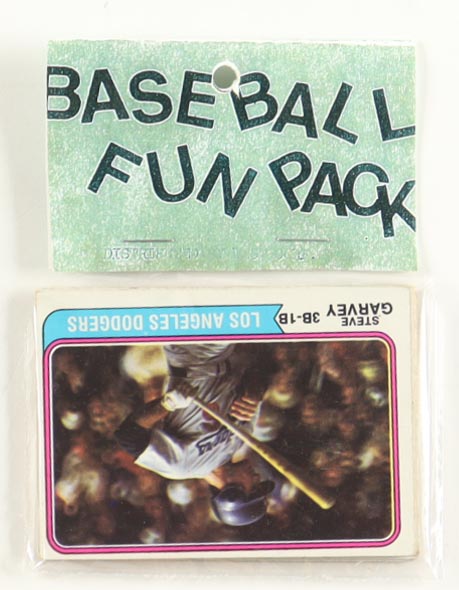 BASEBALL
FUN PACK
STEVE
GARVEY
3B-1B
LOS ANGELES DODGERS